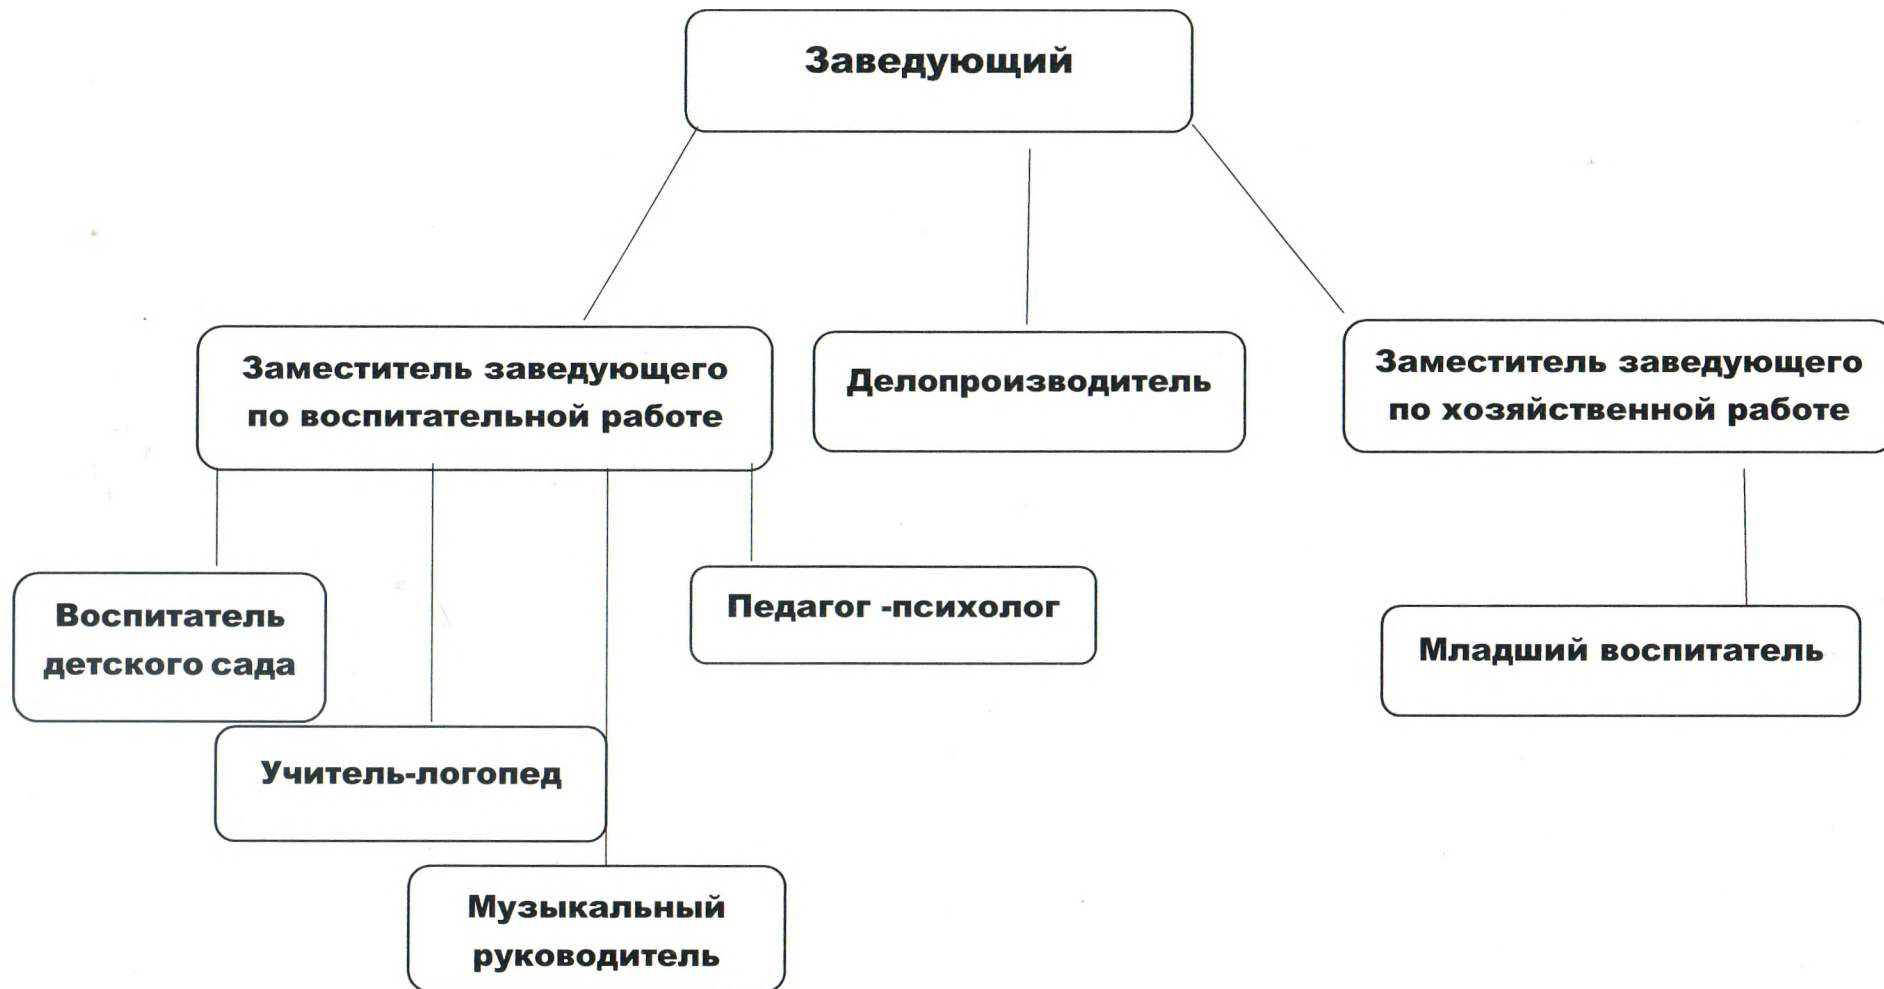 Заведующий
Заместитель заведующего
по воспитательной работе
Делопроизводитель
Заместитель заведующего
по хозяйственной работе
Воспитатель
детского сада
Педагог -психолог
Младший воспитатель
Учитель-логопед
Музыкальный
руководитель